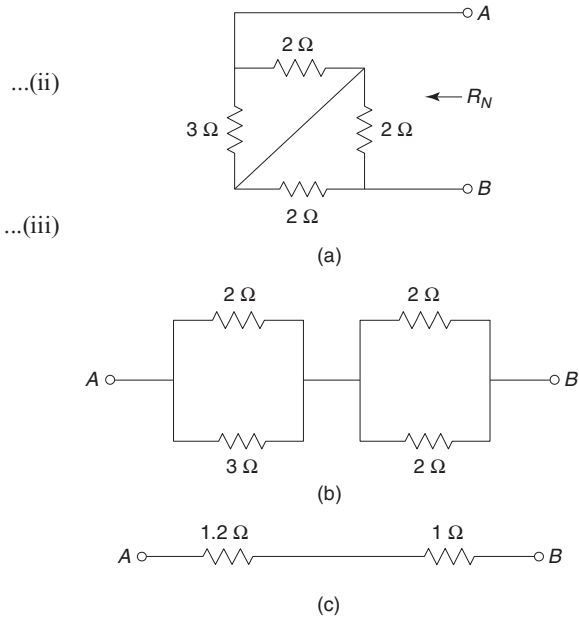 A
2 Ω
...(ii)
R_N
3 Ω
2 Ω
B
2 Ω
...(iii)
(a)
2 Ω
2 Ω
A
B
3 Ω
2 Ω
(b)
1.2 Ω
1 Ω
A
B
(c)